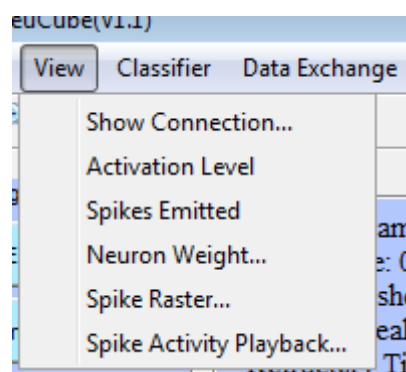 euCube(v1.1)
View Classifier Data Exchange
Show Connection...
Activation Level
Spikes Emitted
Neuron Weight...
Spike Raster...
Spike Activity Playback...